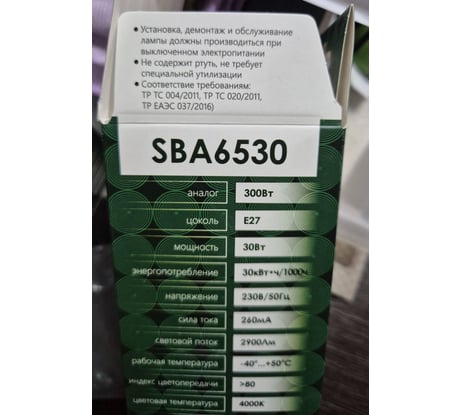 • Установка, демонтаж и обслуживание
лампы должны производиться при
выключенном электропитании
• Не содержит ртуть, не требует
специальной утилизации
• Соответствие требованиям:
ТР ТС 004/2011, ТР ТС 020/2011,
ТР ЕАЭС 037/2016)
SBA6530
аналог 300Вт
цоколь E27
мощность 30Вт
энергопотребление 30кВт•ч/1000ч
напряжение 230В/50Гц
сила тока 260мА
световой поток 2900Лм
рабочая температура -40°...+50°С
индекс цветопередачи >80
цветовая температура 4000К